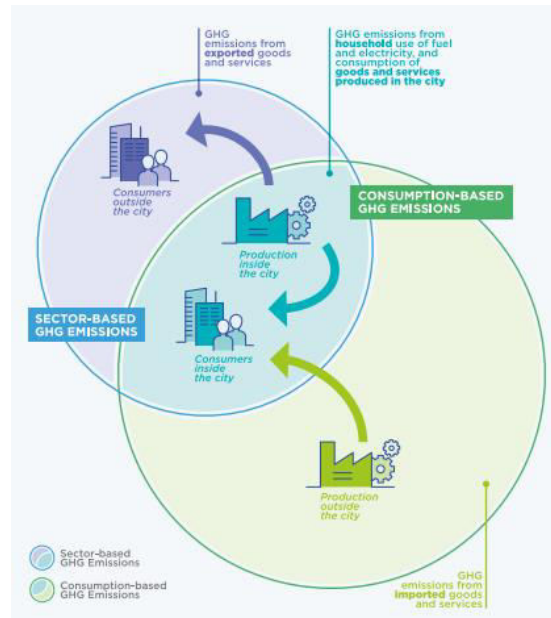 GHG
emissions from
exported goods
and services
GHG emissions from
household use of fuel
and electricity, and
consumption of
goods and services
produced in the city
Consumers
outside
the city
CONSUMPTION-BASED
GHG EMISSIONS
Production
inside
the city
SECTOR-BASED
GHG EMISSIONS
Consumers
inside
the city
Production
outside
the city
Sector-based
GHG Emissions
Consumption-based
GHG Emissions
GHG
emissions from
imported goods
and services